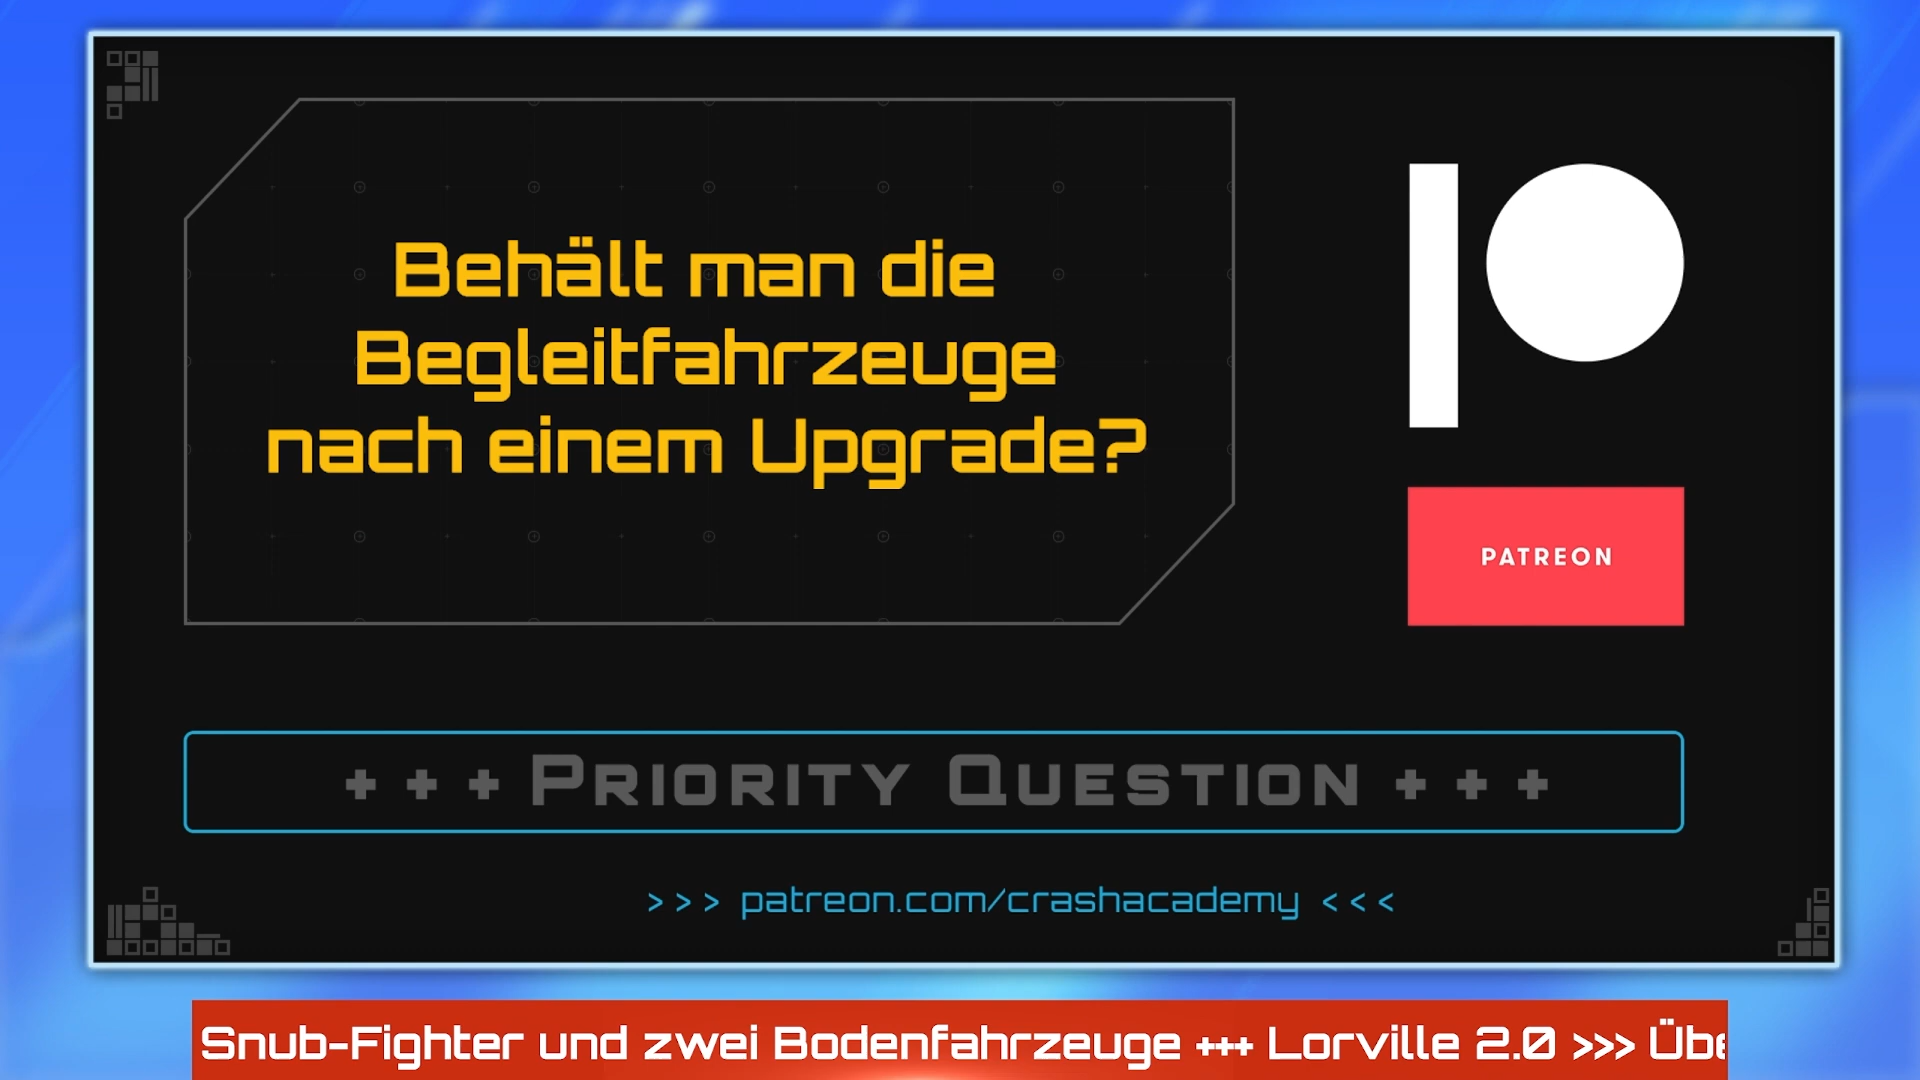 Behält man die
Begleitfahrzeuge
nach einem Upgrade?
PATREON
+ + + Priority Question + + +
>>> patreon.com/crashacademy <<<
Snub-Fighter und zwei Bodenfahrzeuge +++ Lorville 2.0 >>> Übe